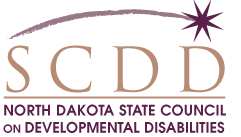 SCDD
NORTH DAKOTA STATE COUNCIL
ON DEVELOPMENTAL DISABILITIES